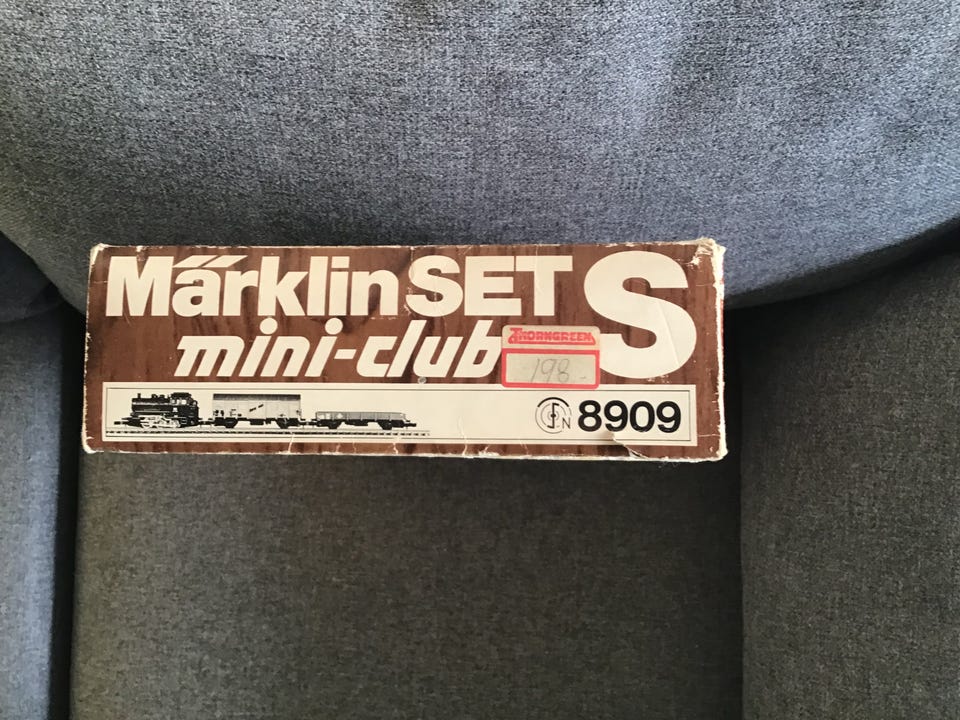 Märklin SET S
mini-club
THORNGREEN
198.-
N 8909